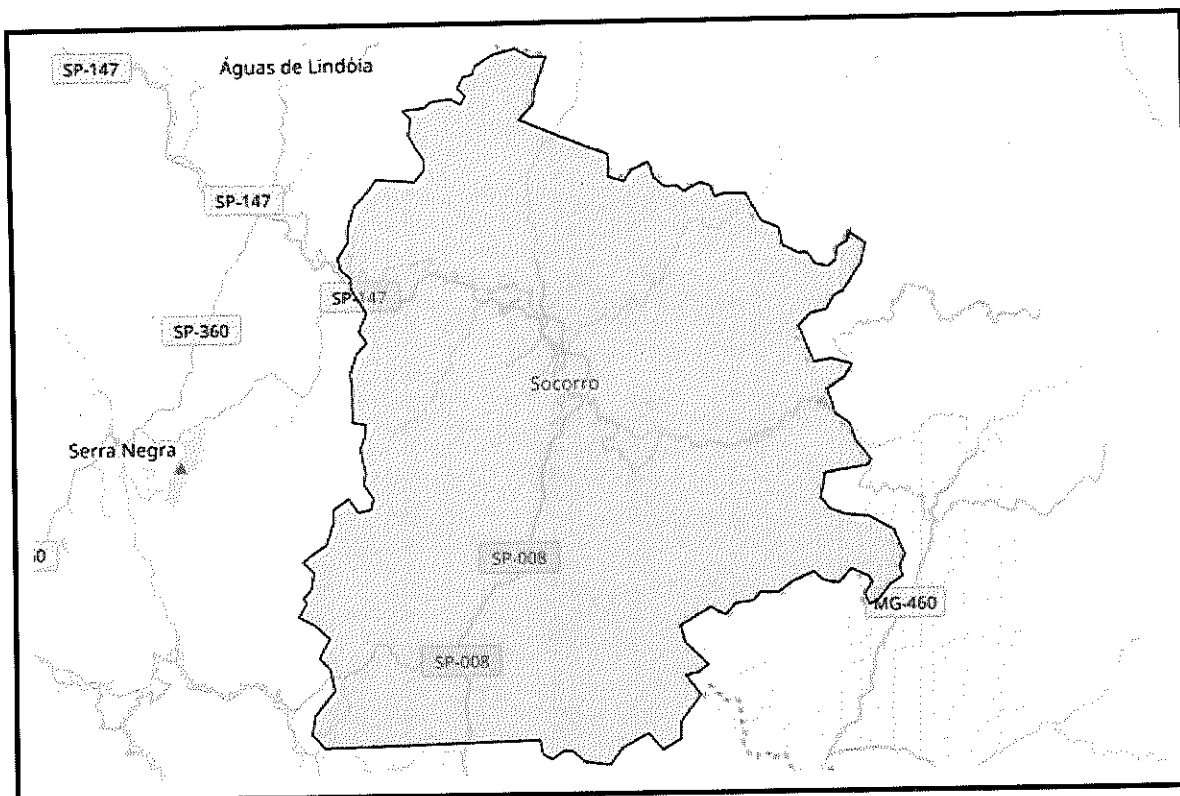 SP-147
Águas de Lindóia
SP-147
SP-147
SP-360
Socorro
Serra Negra
SP-008
MG-460
SP-008